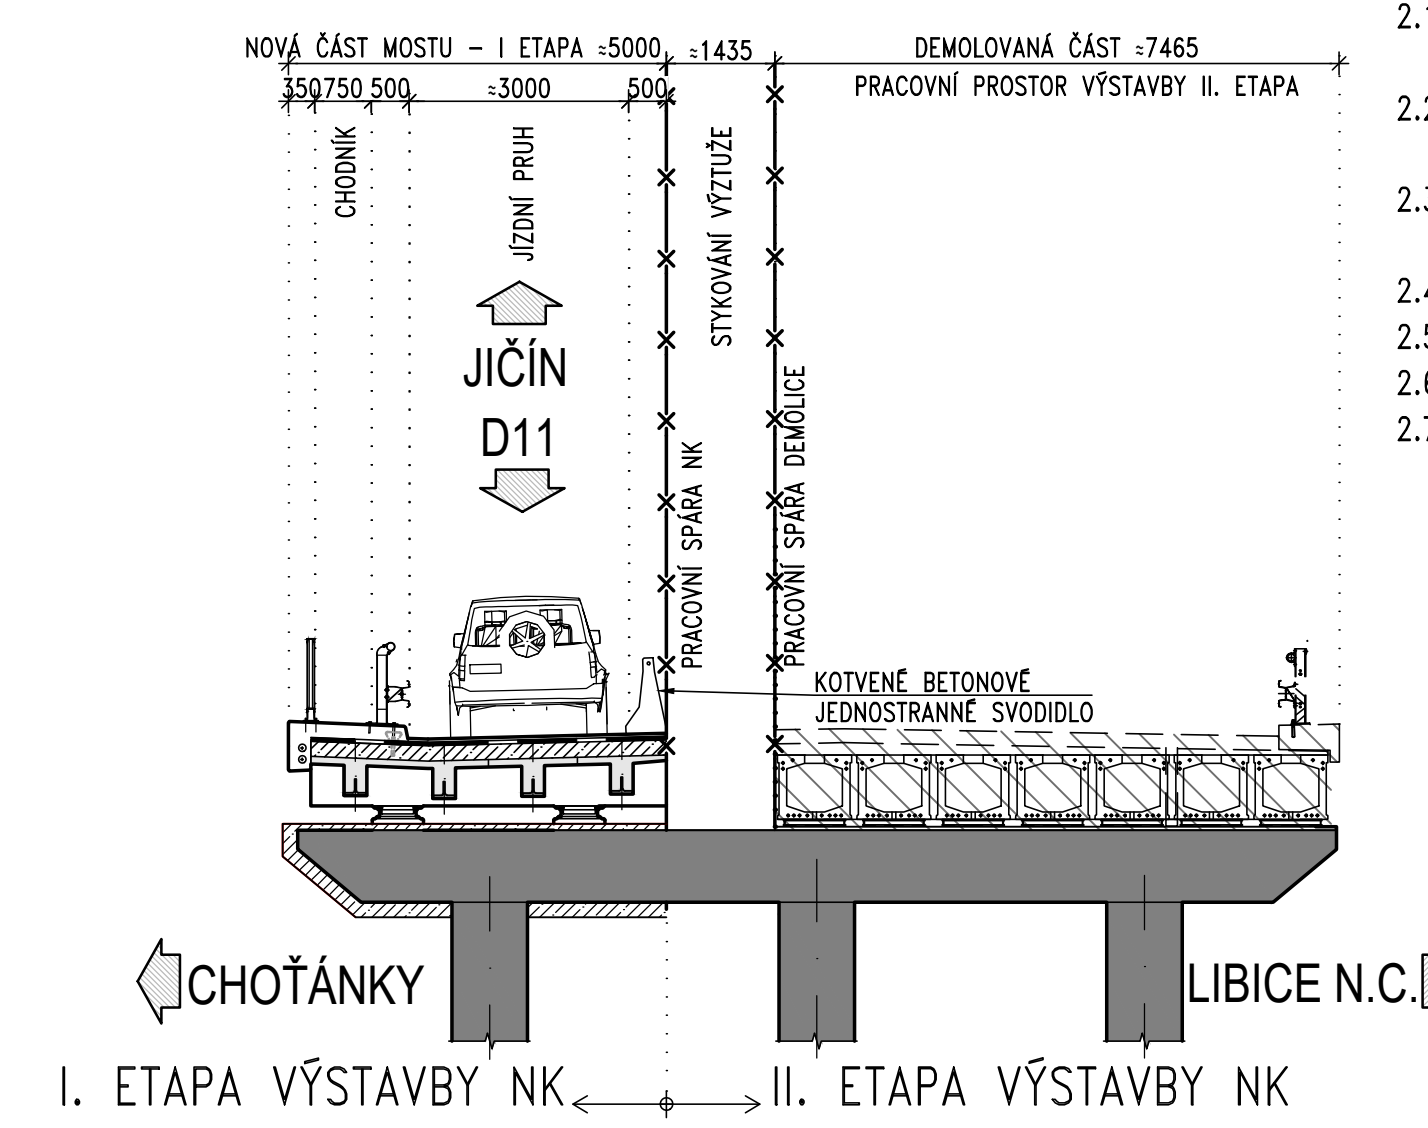 NOVÁ ČÁST MOSTU – I ETAPA ≈5000
≈1435
DEMOLOVANÁ ČÁST ≈7465
350
750
500
≈3000
500
PRACOVNÍ PROSTOR VÝSTAVBY II. ETAPA
CHODNÍK
JÍZDNÍ PRUH
STYKOVÁNÍ VÝZTUŽE
JIČÍN
D11
PRACOVNÍ SPÁRA NK
PRACOVNÍ SPÁRA DEMOLICE
KOTVENÉ BETONOVÉ
JEDNOSTRANNÉ SVODIDLO
CHOŤÁNKY
LIBICE N.C.
I. ETAPA VÝSTAVBY NK
II. ETAPA VÝSTAVBY NK
2.4